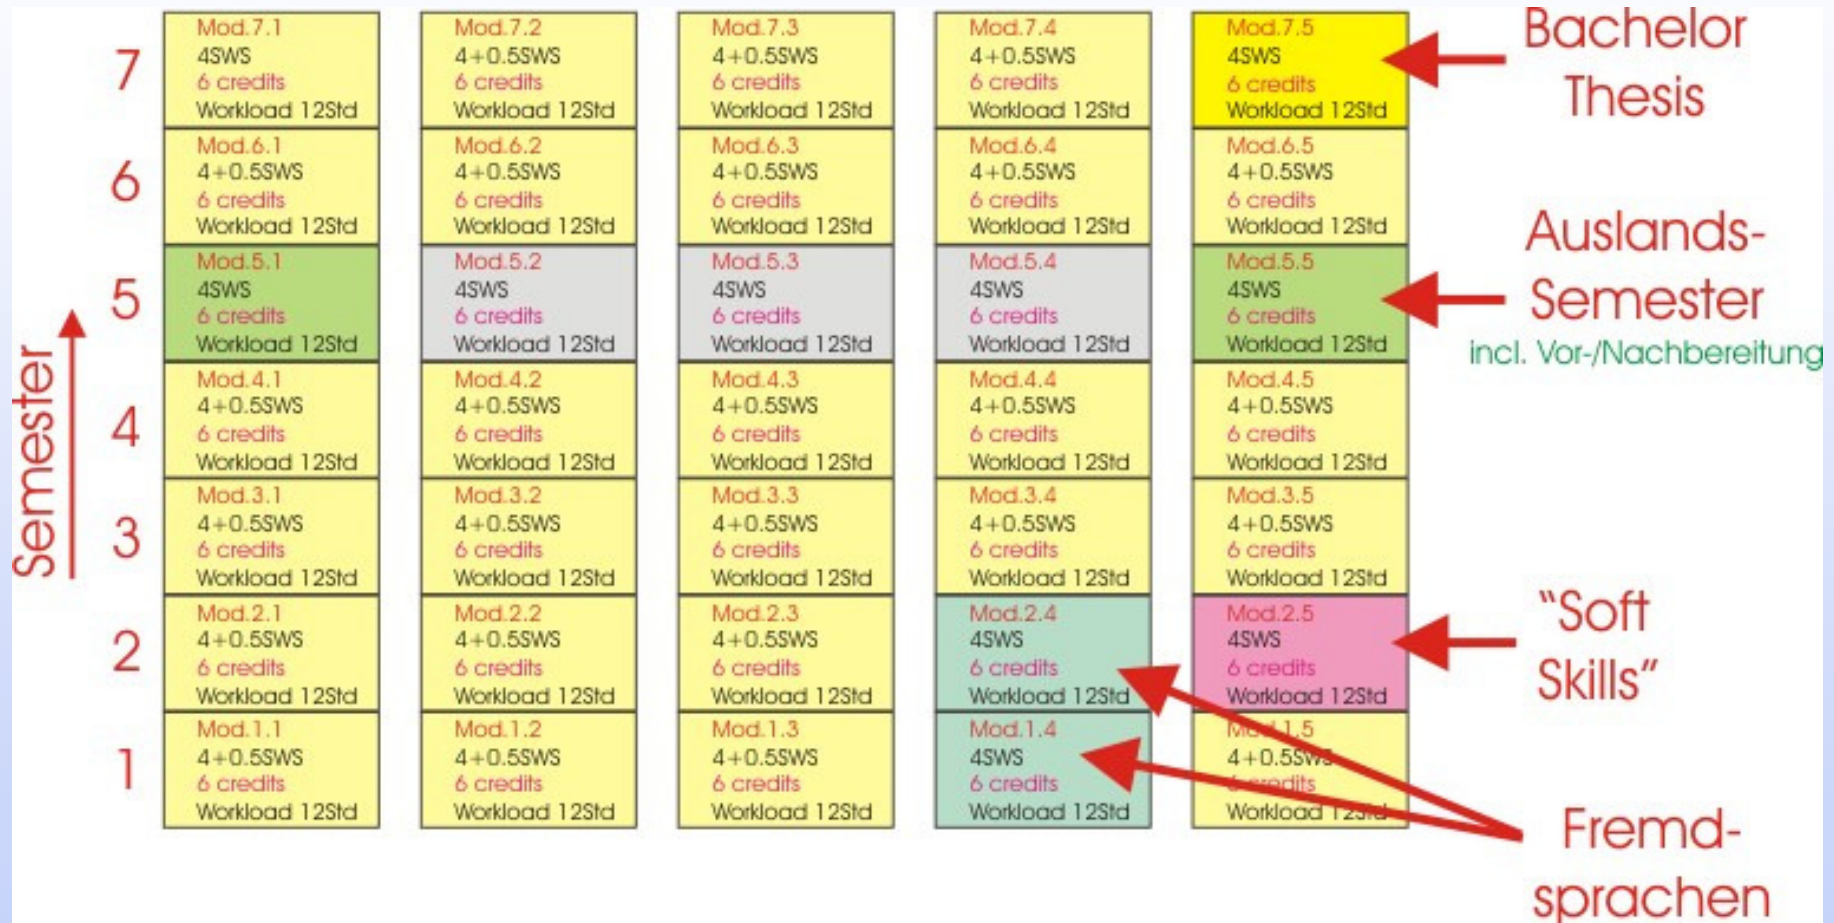 7
Mod.7.1
4SWS
6 credits
Workload 12Std
Mod.7.2
4+0.5SWS
6 credits
Workload 12Std
Mod.7.3
4+0.5SWS
6 credits
Workload 12Std
Mod.7.4
4+0.5SWS
6 credits
Workload 12Std
Mod.7.5
4SWS
6 credits
Workload 12Std
Bachelor
Thesis
6
Mod.6.1
4+0.5SWS
6 credits
Workload 12Std
Mod.6.2
4+0.5SWS
6 credits
Workload 12Std
Mod.6.3
4+0.5SWS
6 credits
Workload 12Std
Mod.6.4
4+0.5SWS
6 credits
Workload 12Std
Mod.6.5
4+0.5SWS
6 credits
Workload 12Std
5
Mod.5.1
4SWS
6 credits
Workload 12Std
Mod.5.2
4SWS
6 credits
Workload 12Std
Mod.5.3
4SWS
6 credits
Workload 12Std
Mod.5.4
4SWS
6 credits
Workload 12Std
Mod.5.5
4SWS
6 credits
Workload 12Std
Auslands-
Semester
incl. Vor-/Nachbereitung
Semester
4
Mod.4.1
4+0.5SWS
6 credits
Workload 12Std
Mod.4.2
4+0.5SWS
6 credits
Workload 12Std
Mod.4.3
4+0.5SWS
6 credits
Workload 12Std
Mod.4.4
4+0.5SWS
6 credits
Workload 12Std
Mod.4.5
4+0.5SWS
6 credits
Workload 12Std
3
Mod.3.1
4+0.5SWS
6 credits
Workload 12Std
Mod.3.2
4+0.5SWS
6 credits
Workload 12Std
Mod.3.3
4+0.5SWS
6 credits
Workload 12Std
Mod.3.4
4+0.5SWS
6 credits
Workload 12Std
Mod.3.5
4+0.5SWS
6 credits
Workload 12Std
2
Mod.2.1
4+0.5SWS
6 credits
Workload 12Std
Mod.2.2
4+0.5SWS
6 credits
Workload 12Std
Mod.2.3
4+0.5SWS
6 credits
Workload 12Std
Mod.2.4
4SWS
6 credits
Workload 12Std
Mod.2.5
4SWS
6 credits
Workload 12Std
"Soft
Skills"
1
Mod.1.1
4+0.5SWS
6 credits
Workload 12Std
Mod.1.2
4+0.5SWS
6 credits
Workload 12Std
Mod.1.3
4+0.5SWS
6 credits
Workload 12Std
Mod.1.4
4SWS
6 credits
Workload 12Std
Mod.1.5
4+0.5SWS
6 credits
Workload 12Std
Fremd-
sprachen